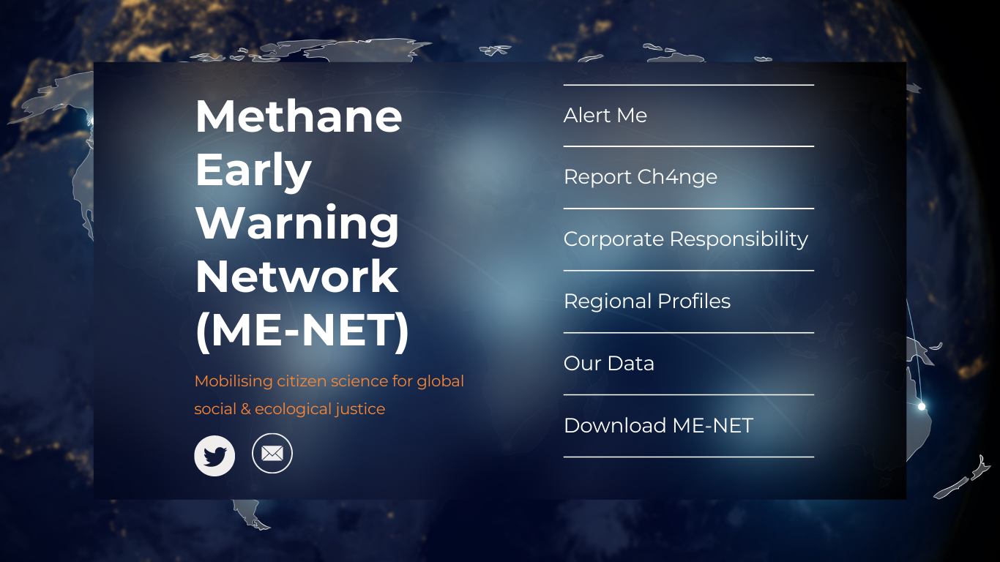 Methane
Early
Warning
Network
(ME-NET)
Mobilising citizen science for global
social & ecological justice
Alert Me
Report Ch4nge
Corporate Responsibility
Regional Profiles
Our Data
Download ME-NET